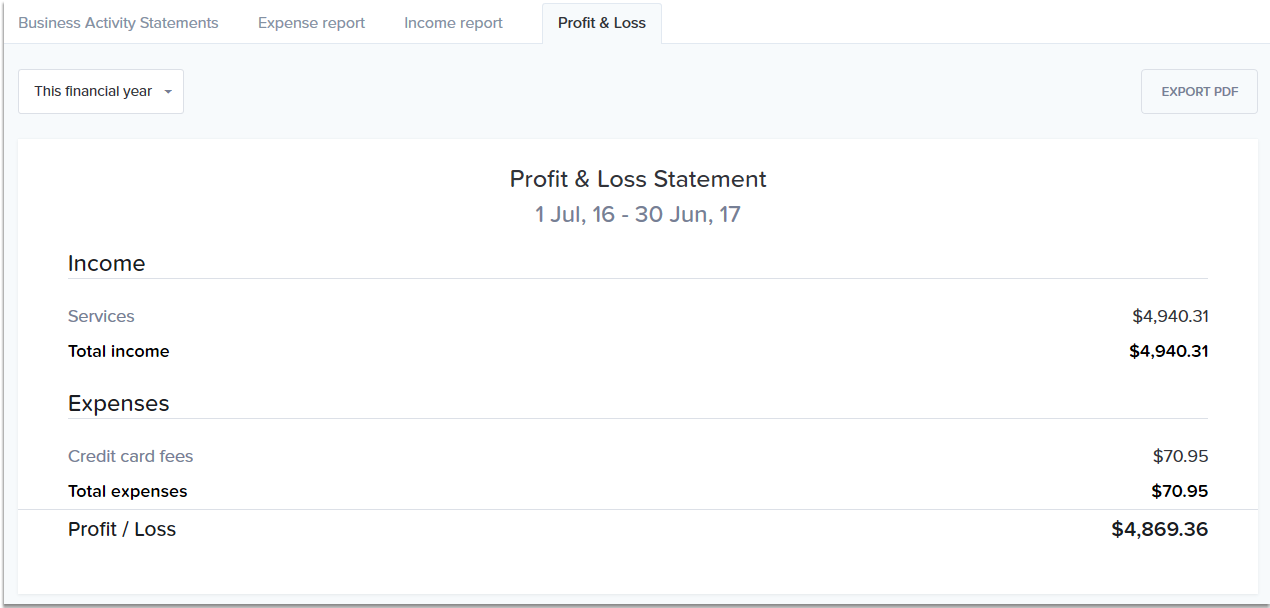 Business Activity Statements Expense report Income report Profit & Loss
This financial year EXPORT PDF
Profit & Loss Statement
1 Jul, 16 - 30 Jun, 17
Income
Services $4,940.31
Total income $4,940.31
Expenses
Credit card fees $70.95
Total expenses $70.95
Profit / Loss $4,869.36